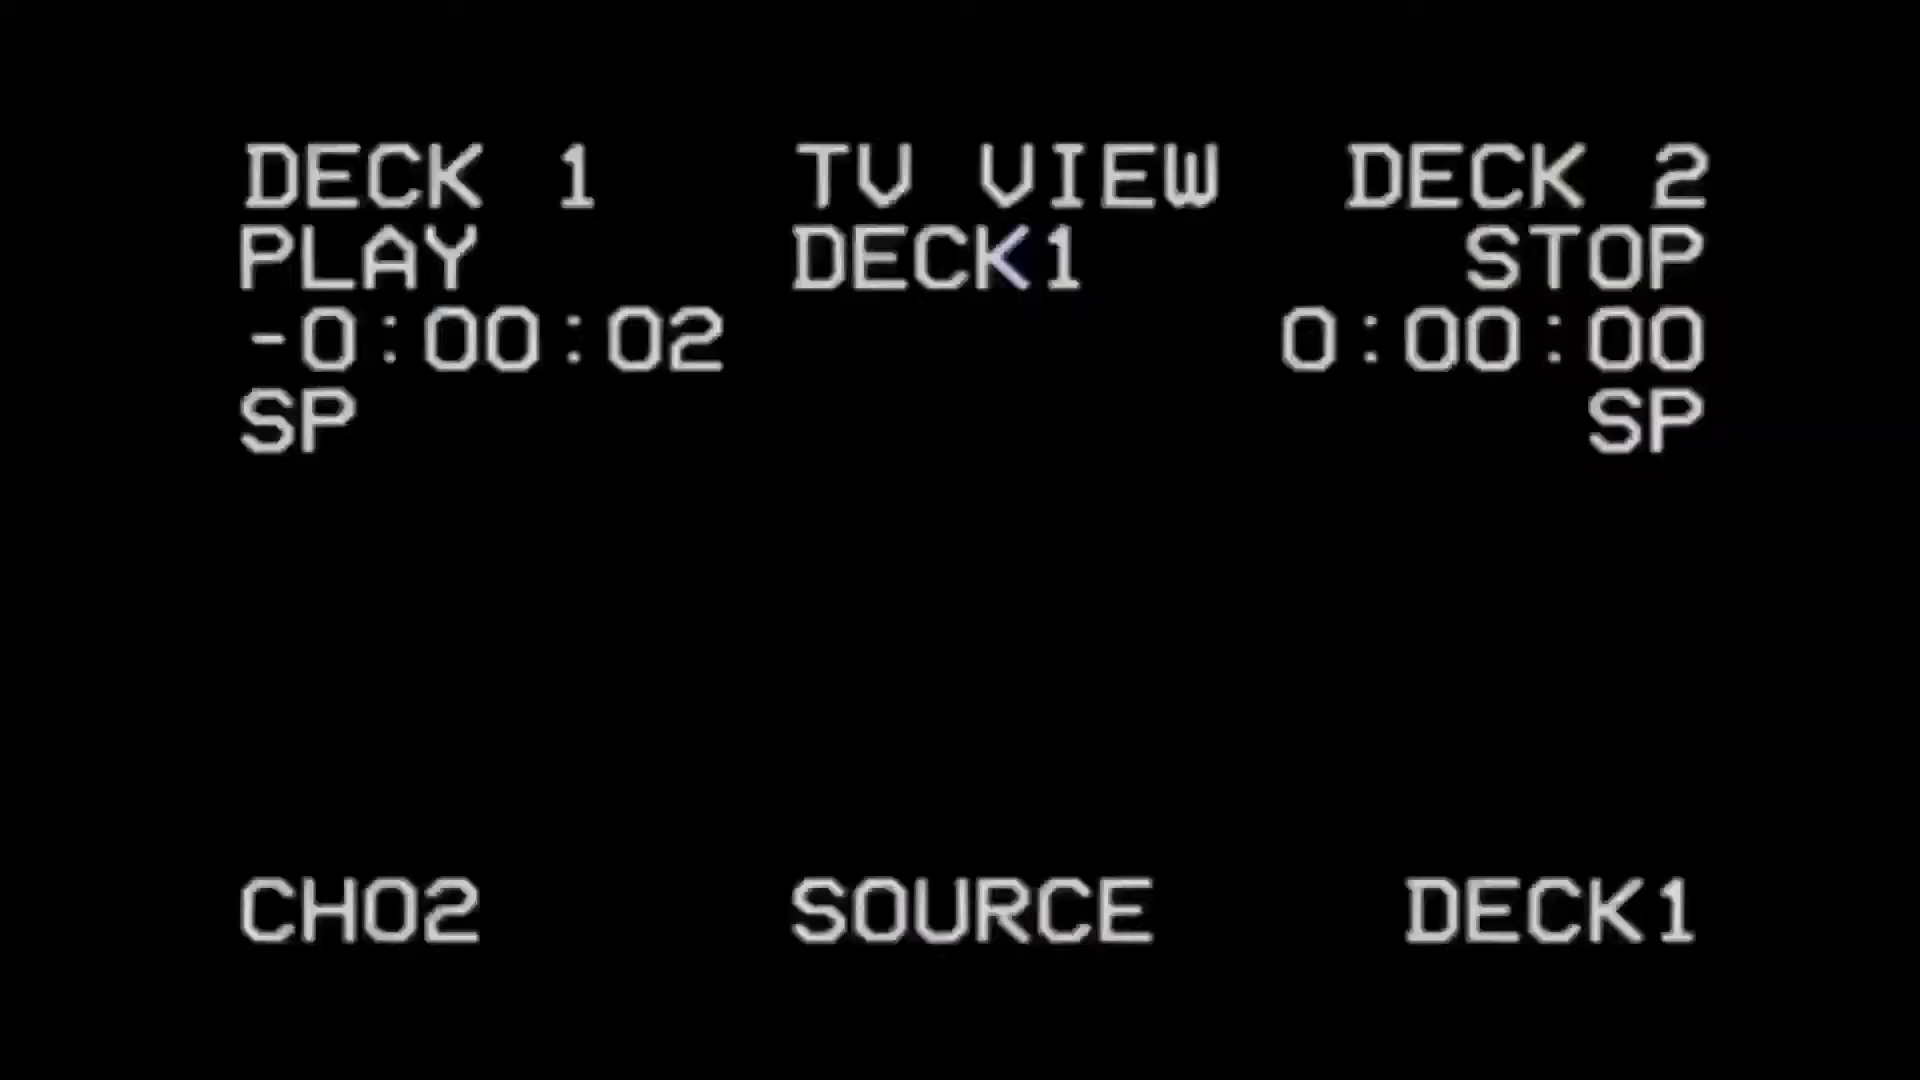 DECK 1 TV VIEW DECK 2
PLAY DECK1 STOP
-0:00:02 0:00:00
SP SP
CH02 SOURCE DECK1